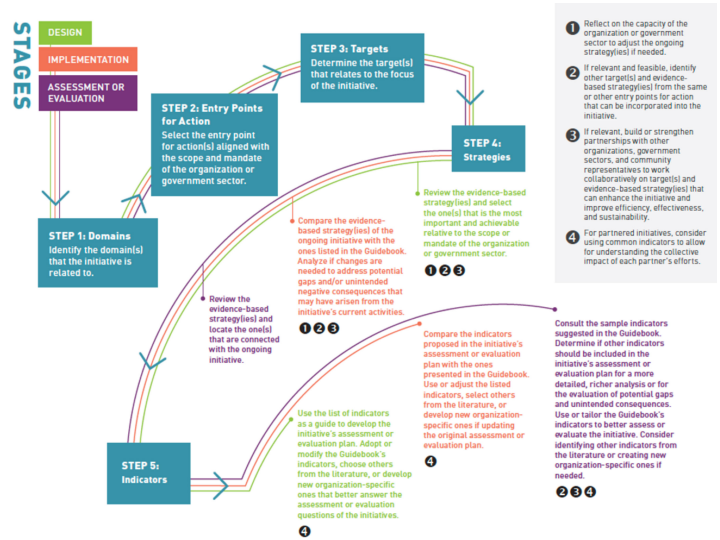 STAGES
DESIGN
IMPLEMENTATION
ASSESSMENT OR
EVALUATION
STEP 1: Domains
Identify the domain(s)
that the initiative is
related to.
STEP 2: Entry Points
for Action
Select the entry point
for action(s) aligned with
the scope and mandate
of the organization or
government sector.
STEP 3: Targets
Determine the target(s)
that relates to the focus
of the initiative.
STEP 4:
Strategies
Review the evidence-based
strategy(ies) and select
the one(s) that is the most
important and achievable
relative to the scope or
mandate of the organization
or government sector.
1 2 3
Compare the evidence-
based strategy(ies) of the
ongoing initiative with the
ones listed in the Guidebook.
Analyze if changes are
needed to address potential
gaps and/or unintended
negative consequences that
may have arisen from the
initiative's current activities.
1 2 3
Review the
evidence-based
strategy(ies) and
locate the one(s)
that are connected
with the ongoing
initiative.
STEP 5:
Indicators
Use the list of indicators
as a guide to develop the
initiative's assessment or
evaluation plan. Adopt or
modify the Guidebook's
indicators, choose others
from the literature, or develop
new organization-specific
ones that better answer the
assessment or evaluation
questions of the initiatives.
4
Compare the indicators
proposed in the initiative's
assessment or evaluation
plan with the ones
presented in the Guidebook.
Use or adjust the listed
indicators, select others
from the literature, or
develop new organization-
specific ones if updating
the original assessment or
evaluation plan.
4
Consult the sample indicators
suggested in the Guidebook.
Determine if other indicators
should be included in the
initiative's assessment or
evaluation plan for a more
detailed, richer analysis or for
the evaluation of potential gaps
and unintended consequences.
Use or tailor the Guidebook's
indicators to better assess or
evaluate the initiative. Consider
identifying other indicators from
the literature or creating new
organization-specific ones if
needed.
2 3 4
1 Reflect on the capacity of the
organization or government
sector to adjust the ongoing
strategy(ies) if needed.
2 If relevant and feasible, identify
other target(s) and evidence-
based strategy(ies) from the same
or other entry points for action
that can be incorporated into the
initiative.
3 If relevant, build or strengthen
partnerships with other
organizations, government
sectors, and community
representatives to work
collaboratively on target(s) and
evidence-based strategy(ies) that
can enhance the initiative and
improve efficiency, effectiveness,
and sustainability.
4 For partnered initiatives, consider
using common indicators to allow
for understanding the collective
impact of each partner's efforts.